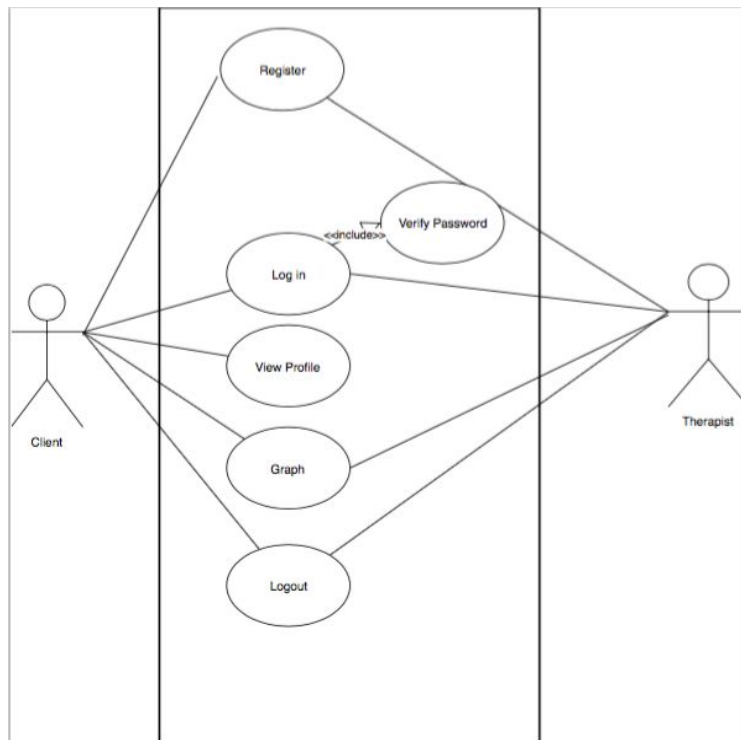 Register
Verify Password
<<include>>
Log in
View Profile
Client
Therapist
Graph
Logout